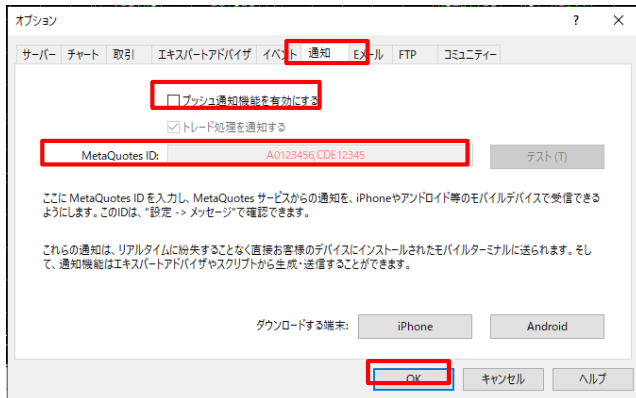 オプション
? ×
サーバー チャート 取引 エキスパートアドバイザ イベント 通知 Eメール FTP コミュニティー
プッシュ通知機能を有効にする
トレード処理を通知する
MetaQuotes ID: A0123456,CDE12345 テスト(T)
ここに MetaQuotes ID を入力し、MetaQuotes サービスからの通知を、iPhoneやアンドロイド等のモバイルデバイスで受信できる
ようにします。このIDは、"設定 -> メッセージ"で確認できます。
これらの通知は、リアルタイムに紛失することなく直接お客様のデバイスにインストールされたモバイルターミナルに送られます。そし
て、通知機能はエキスパートアドバイザやスクリプトから生成・送信することができます。
ダウンロードする端末: iPhone Android
OK キャンセル ヘルプ